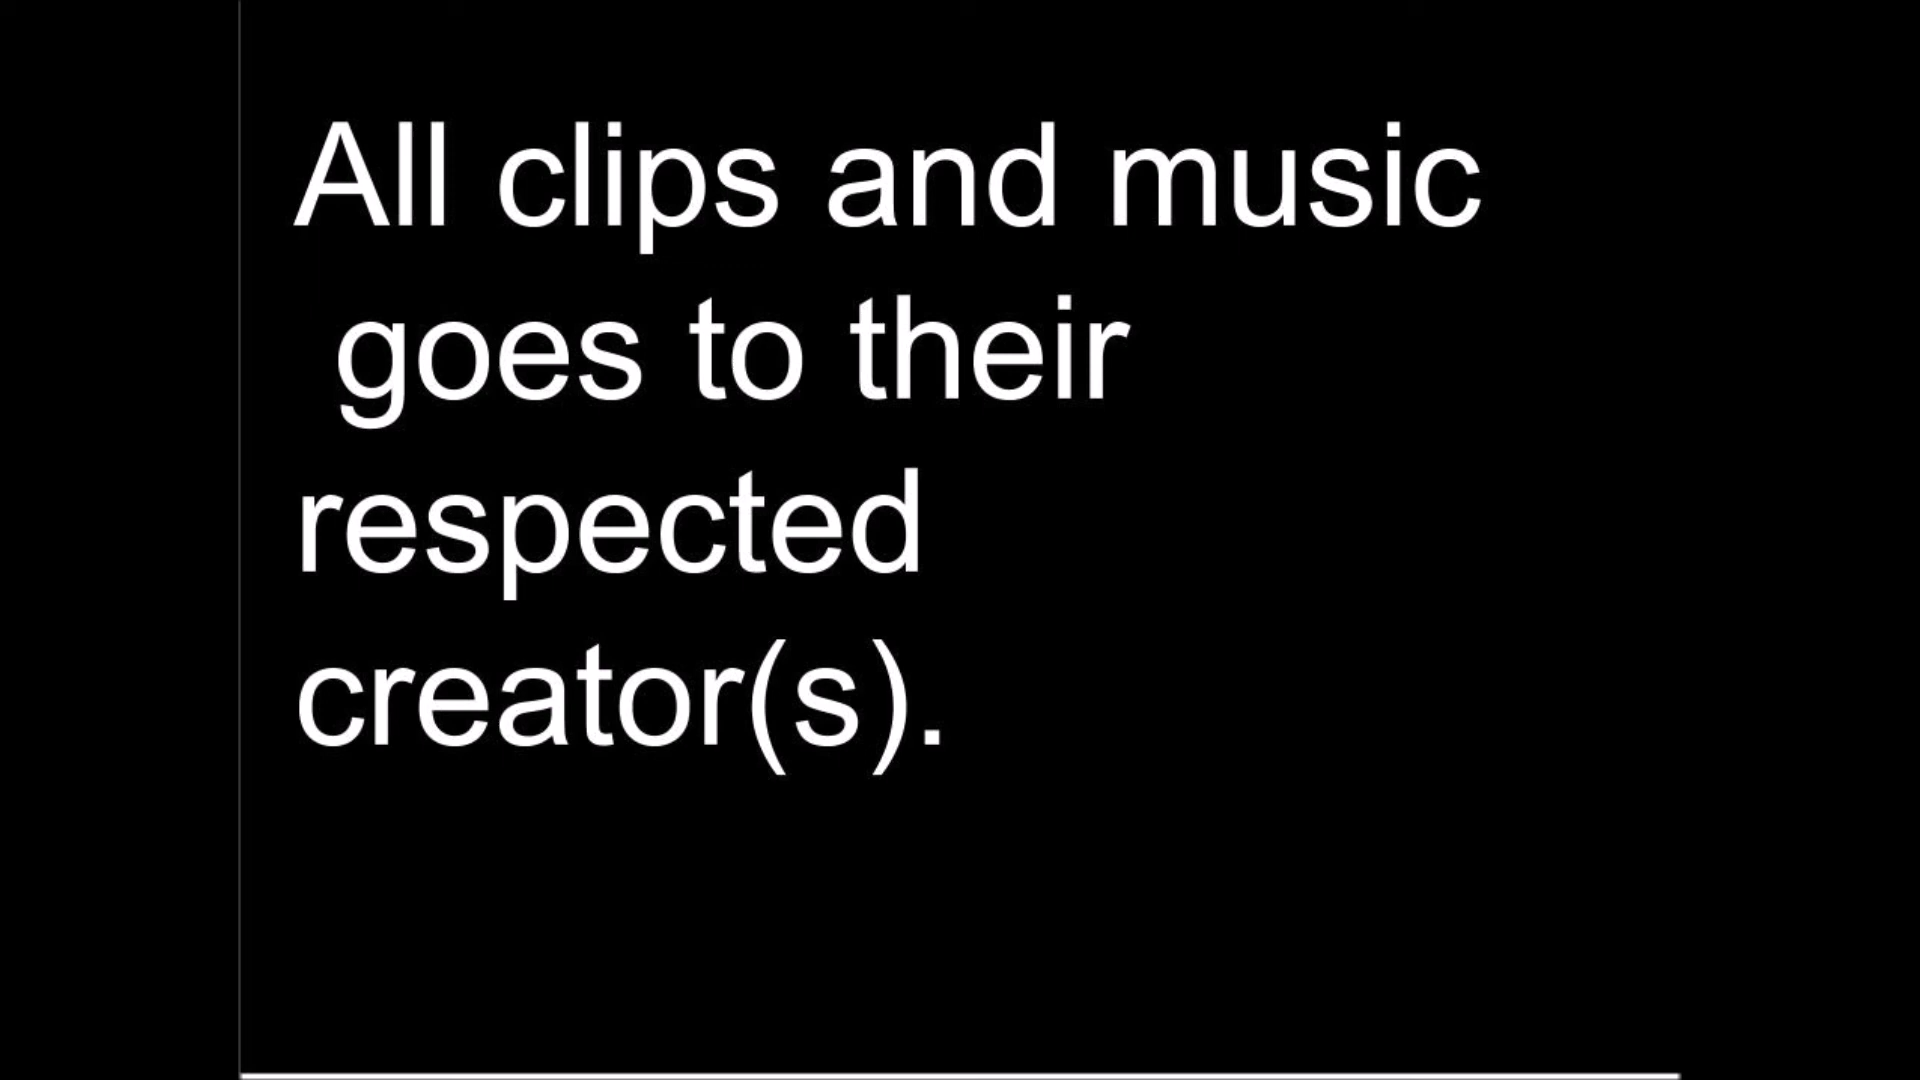 All clips and music
goes to their
respected
creator(s).